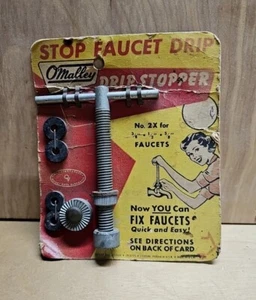 STOP FAUCET DRIP
O'Malley
DRIP STOPPER
No. 2X for
FAUCETS
Now YOU Can
FIX FAUCETS
Quick and Easy!
SEE DIRECTIONS
ON BACK OF CARD